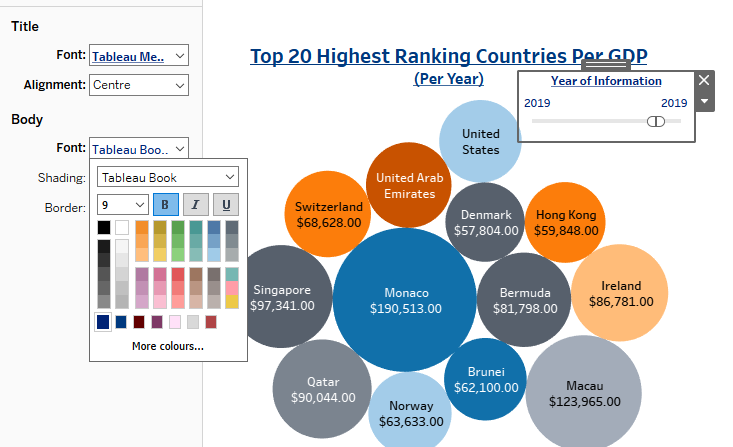 Title
Font: Tableau Me..
Alignment: Centre
Body
Font: Tableau Boo..
Shading: Tableau Book
Border: 9 B I U
More colours...
Top 20 Highest Ranking Countries Per GDP
(Per Year)
Year of Information
2019 2019
United
States
United Arab
Emirates
Switzerland
$68,628.00
Denmark
$57,804.00
Hong Kong
$59,848.00
Singapore
$97,341.00
Monaco
$190,513.00
Bermuda
$81,798.00
Ireland
$86,781.00
Qatar
$90,044.00
Norway
$63,633.00
Brunei
$62,100.00
Macau
$123,965.00